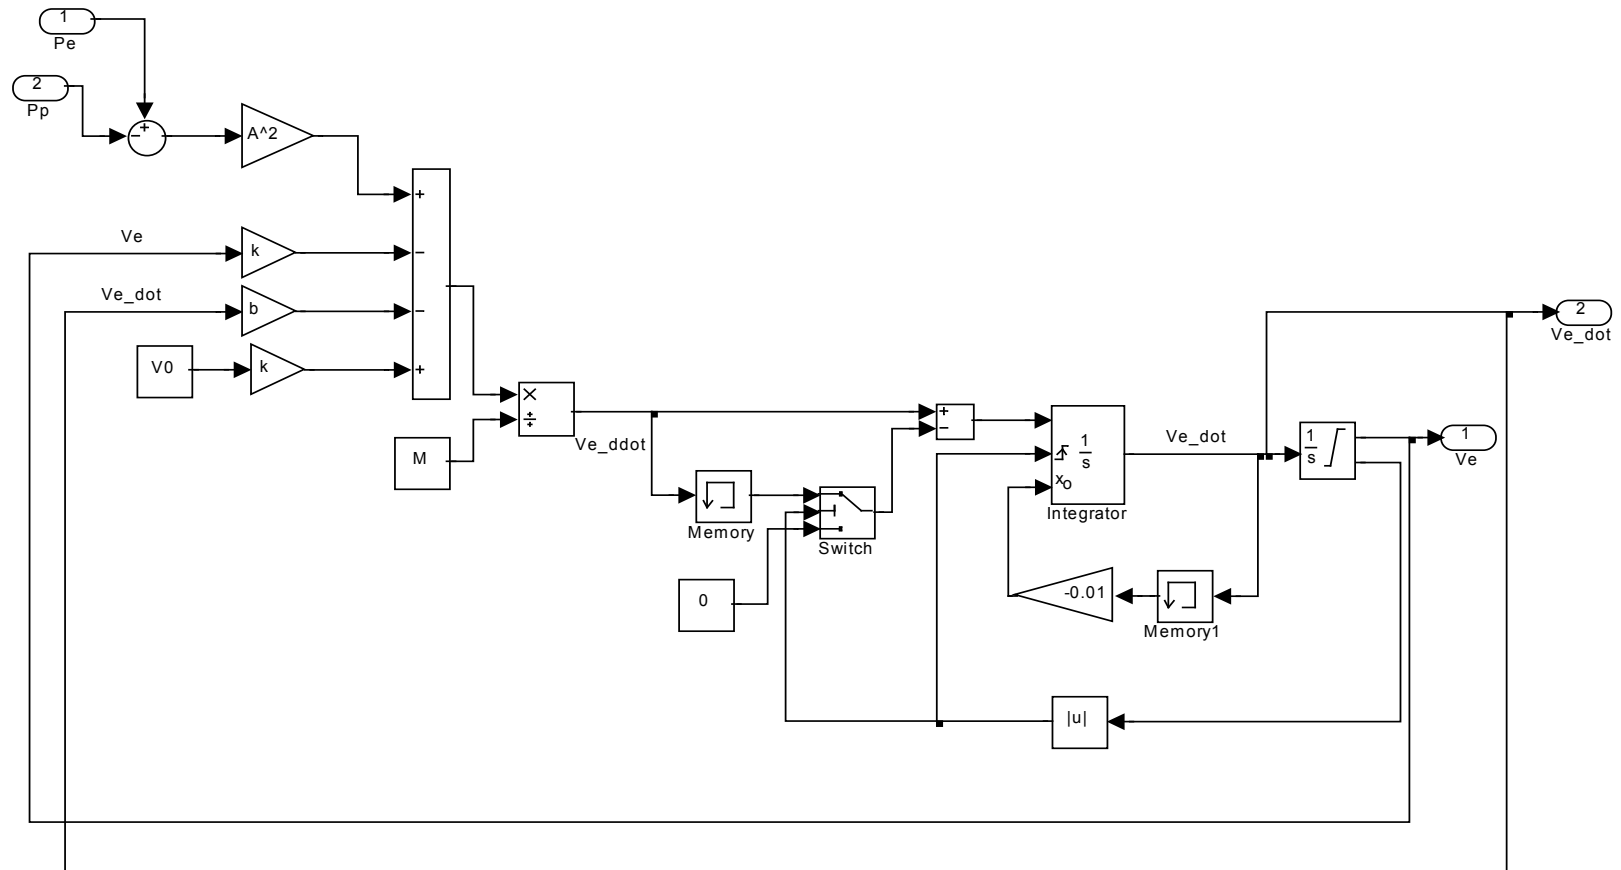 1
Pe
2
Pp
+
−
A^2
+
Ve
k
−
Ve_dot
b
−
V0
k
+
×
÷
M
Ve_ddot
+
−
Memory
Switch
0
1
s
xo
Integrator
Ve_dot
1
s
1
Ve
2
Ve_dot
-0.01
Memory1
|u|